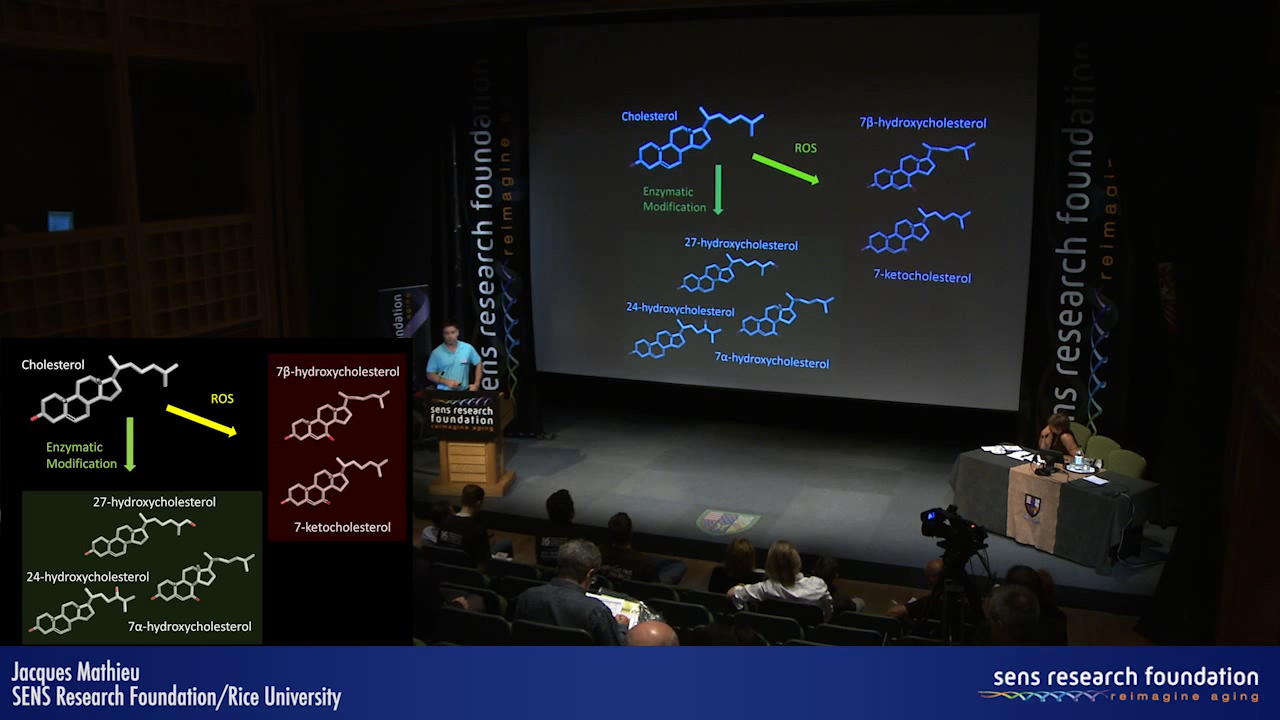 Cholesterol
ROS
7β-hydroxycholesterol
Enzymatic
Modification
27-hydroxycholesterol
7-ketocholesterol
24-hydroxycholesterol
7α-hydroxycholesterol
sens research foundation
reimagine
sens research foundation
reimagin
ndation
sens research
foundation
reimagine aging
Cholesterol
ROS
7β-hydroxycholesterol
Enzymatic
Modification
27-hydroxycholesterol
7-ketocholesterol
24-hydroxycholesterol
7α-hydroxycholesterol
Jacques Mathieu
SENS Research Foundation/Rice University
sens research foundation
reimagine aging